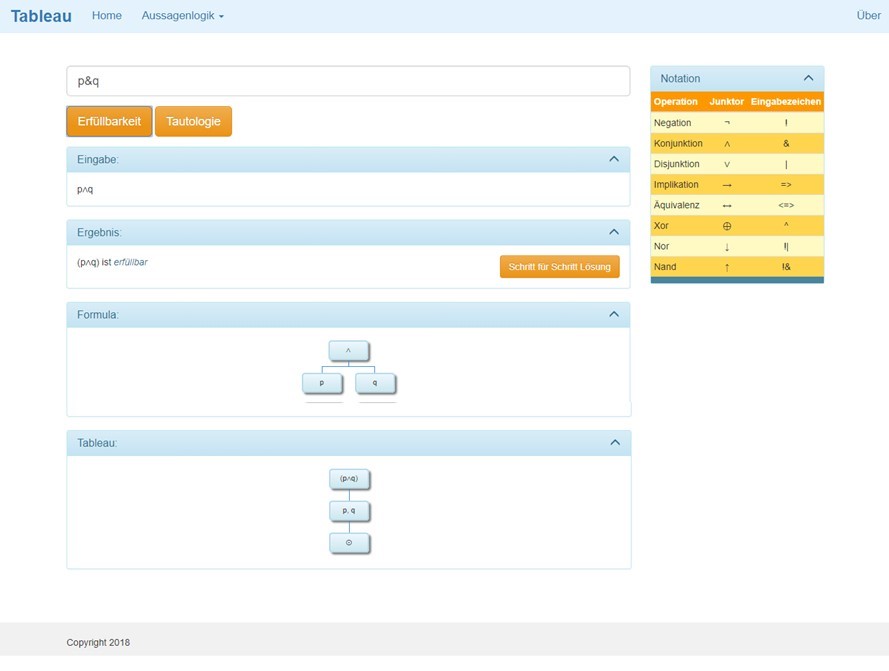 Tableau Home Aussagenlogik Über
p&q
Erfüllbarkeit Tautologie
Eingabe:
p∧q
Ergebnis:
(p∧q) ist erfüllbar
Schritt für Schritt Lösung
Formula:
∧
p q
Tableau:
(p∧q)
p, q
⊙
Notation
Operation Junktor Eingabezeichen
Negation ¬ !
Konjunktion ∧ &
Disjunktion ∨ |
Implikation → =>
Äquivalenz ↔ <=>
Xor ⊕ ^
Nor ↓ !|
Nand ↑ !&
Copyright 2018